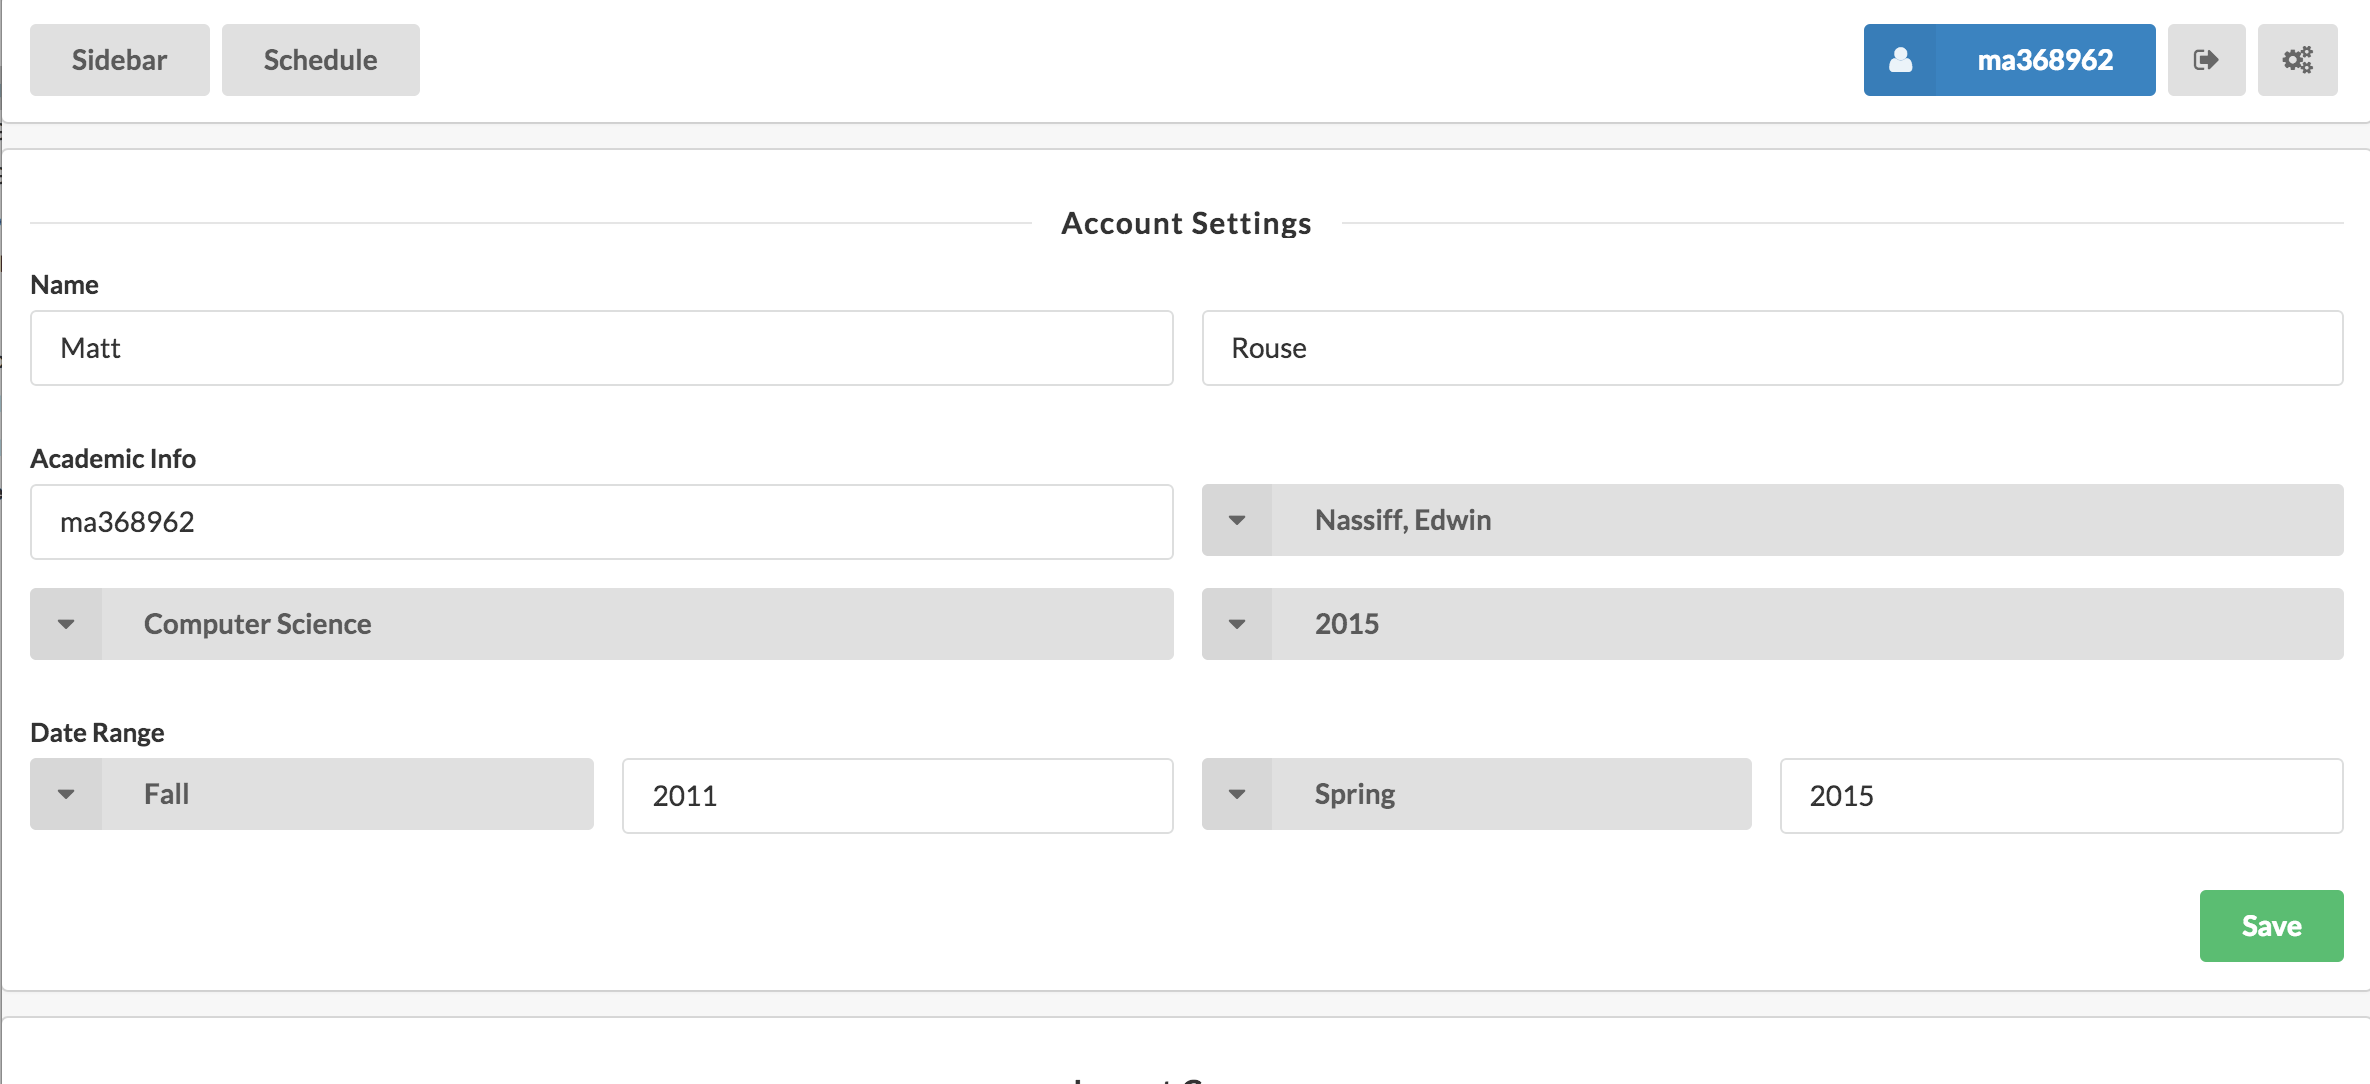 Sidebar Schedule ma368962
Account Settings
Name
Matt Rouse
Academic Info
ma368962 Nassiff, Edwin
Computer Science 2015
Date Range
Fall 2011 Spring 2015
Save